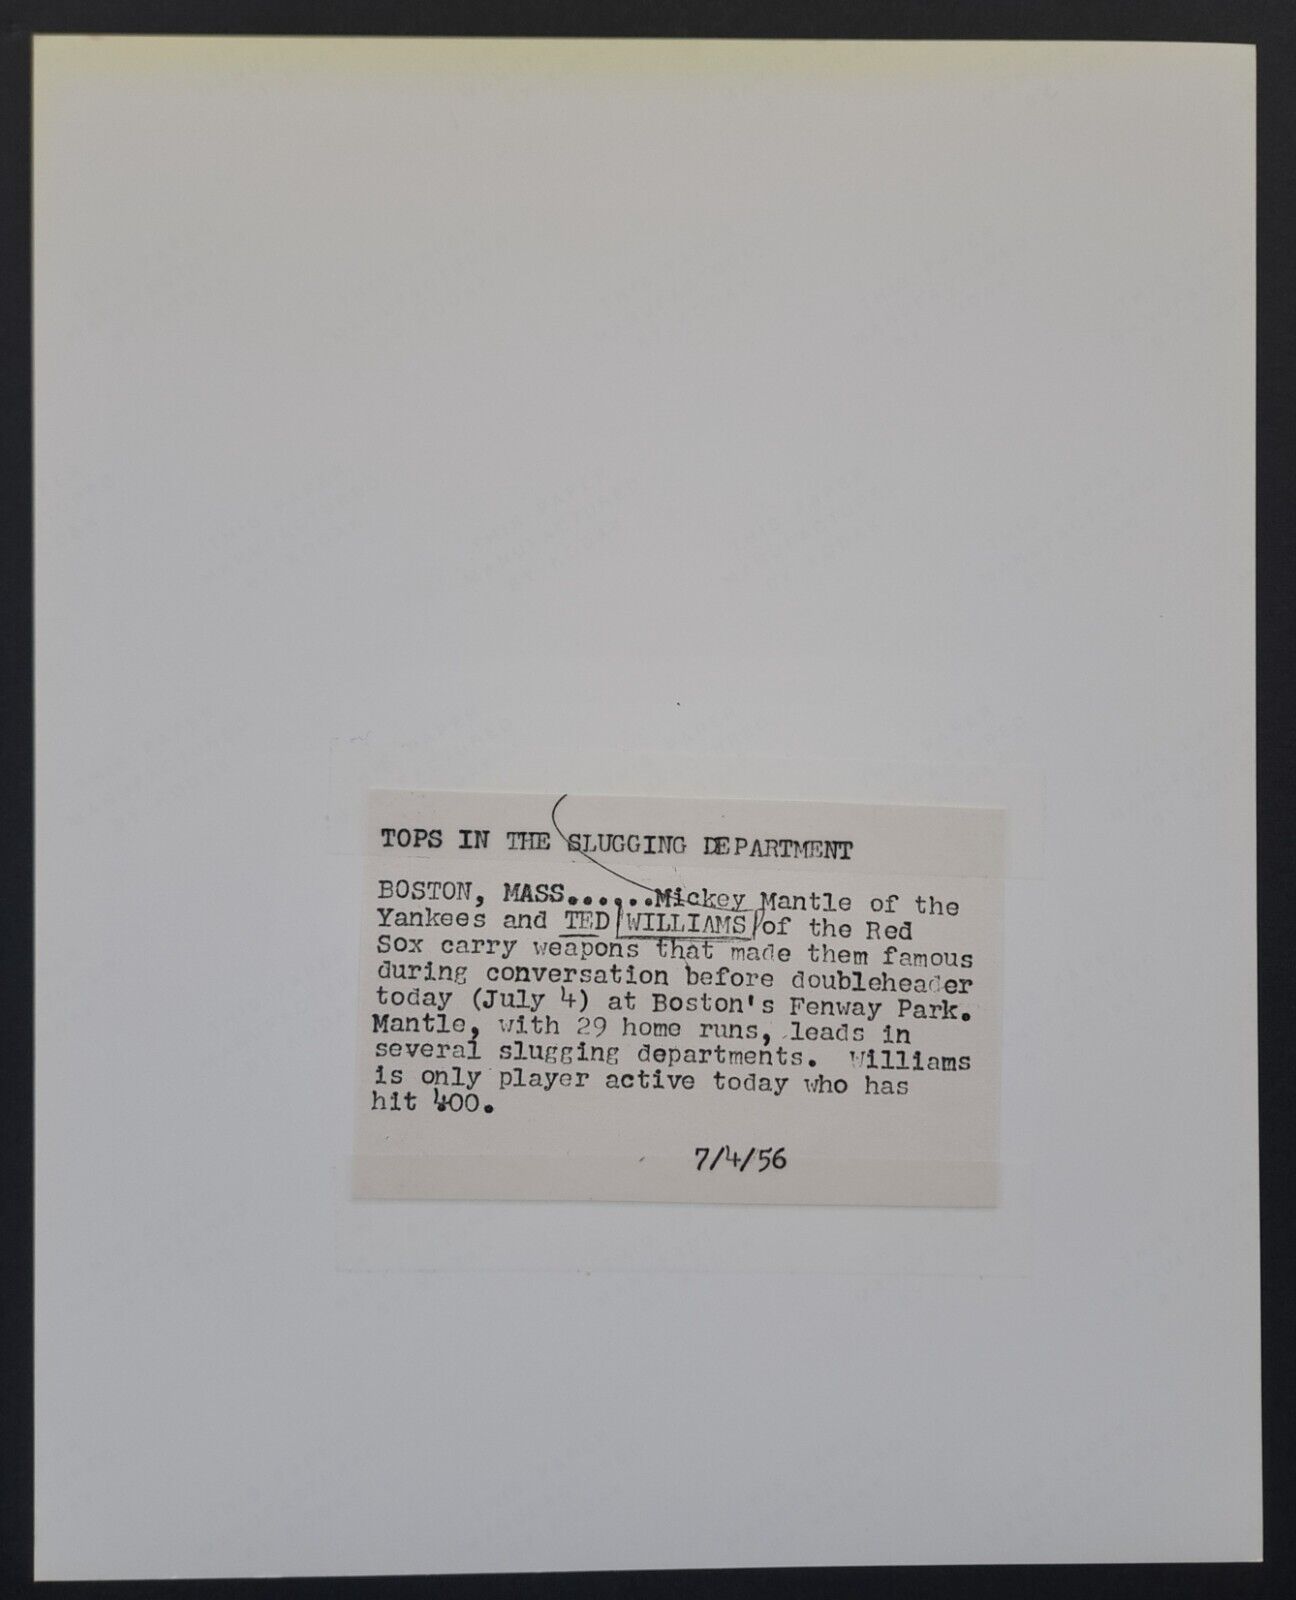 TOPS IN THE SLUGGING DEPARTMENT
BOSTON, MASS......Mickey Mantle of the
Yankees and TED WILLIAMS of the Red
Sox carry weapons that made them famous
during conversation before doubleheader
today (July 4) at Boston's Fenway Park.
Mantle, with 29 home runs, leads in
several slugging departments. Williams
is only player active today who has
hit 400.
7/4/56